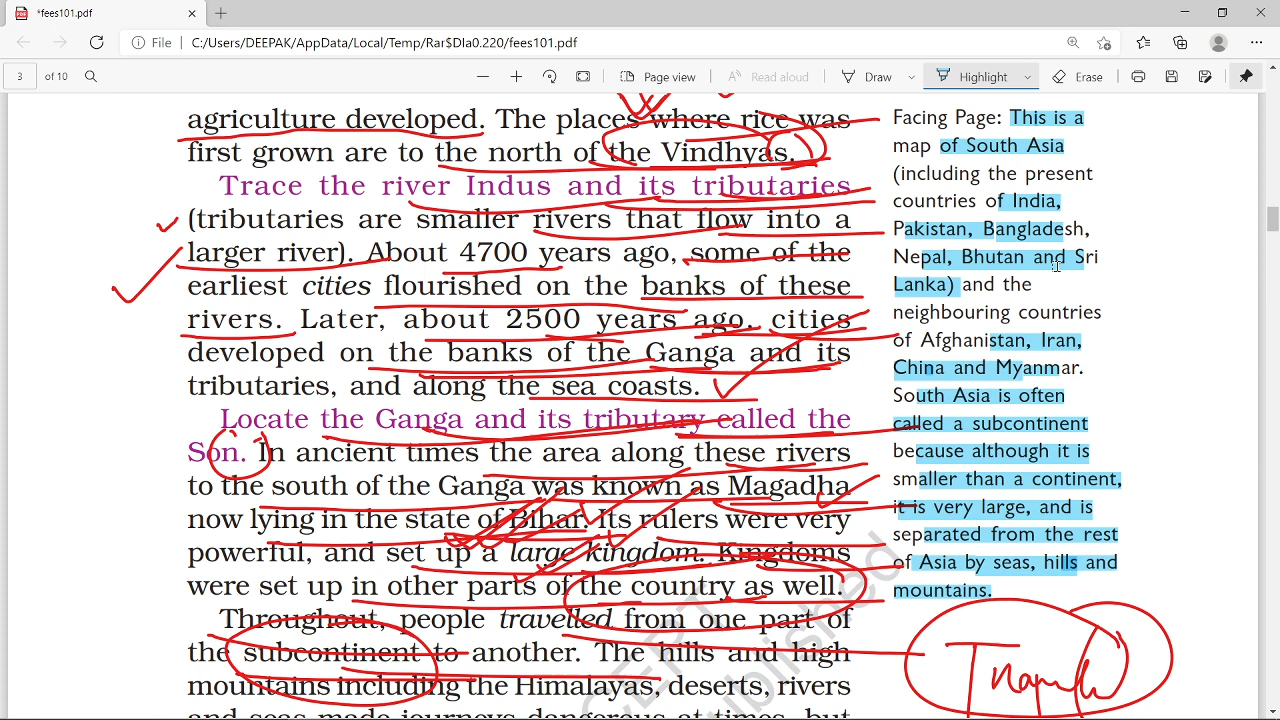 *fees101.pdf
File
C:/Users/DEEPAK/AppData/Local/Temp/Rar$DIa0.220/fees101.pdf
3 of 10
Page view
Read aloud
Draw
Highlight
Erase
agriculture developed. The places where rice was
first grown are to the north of the Vindhyas.
Trace the river Indus and its tributaries
(tributaries are smaller rivers that flow into a
larger river). About 4700 years ago, some of the
earliest cities flourished on the banks of these
rivers. Later, about 2500 years ago, cities
developed on the banks of the Ganga and its
tributaries, and along the sea coasts.
Locate the Ganga and its tributary called the
Son. In ancient times the area along these rivers
to the south of the Ganga was known as Magadha
now lying in the state of Bihar. Its rulers were very
powerful, and set up a large kingdom. Kingdoms
were set up in other parts of the country as well.
Throughout, people travelled from one part of
the subcontinent to another. The hills and high
mountains including the Himalayas, deserts, rivers
and seas made journeys dangerous at times, but
Facing Page: This is a
map of South Asia
(including the present
countries of India,
Pakistan, Bangladesh,
Nepal, Bhutan and Sri
Lanka) and the
neighbouring countries
of Afghanistan, Iran,
China and Myanmar.
South Asia is often
called a subcontinent
because although it is
smaller than a continent,
it is very large, and is
separated from the rest
of Asia by seas, hills and
mountains.